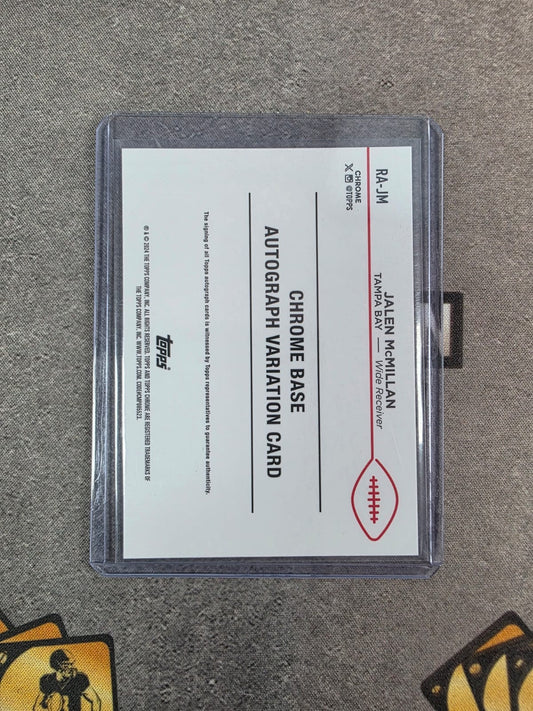 RA-JM
CHROME
@TOPPS
JALEN McMILLAN
TAMPA BAY — Wide Receiver
CHROME BASE
AUTOGRAPH VARIATION CARD
The signing of all Topps autograph cards is witnessed by Topps representatives to guarantee authenticity.
topps
® & © 2024 THE TOPPS COMPANY, INC. ALL RIGHTS RESERVED. TOPPS AND TOPPS CHROME ARE REGISTERED TRADEMARKS OF
THE TOPPS COMPANY, INC. WWW.TOPPS.COM.